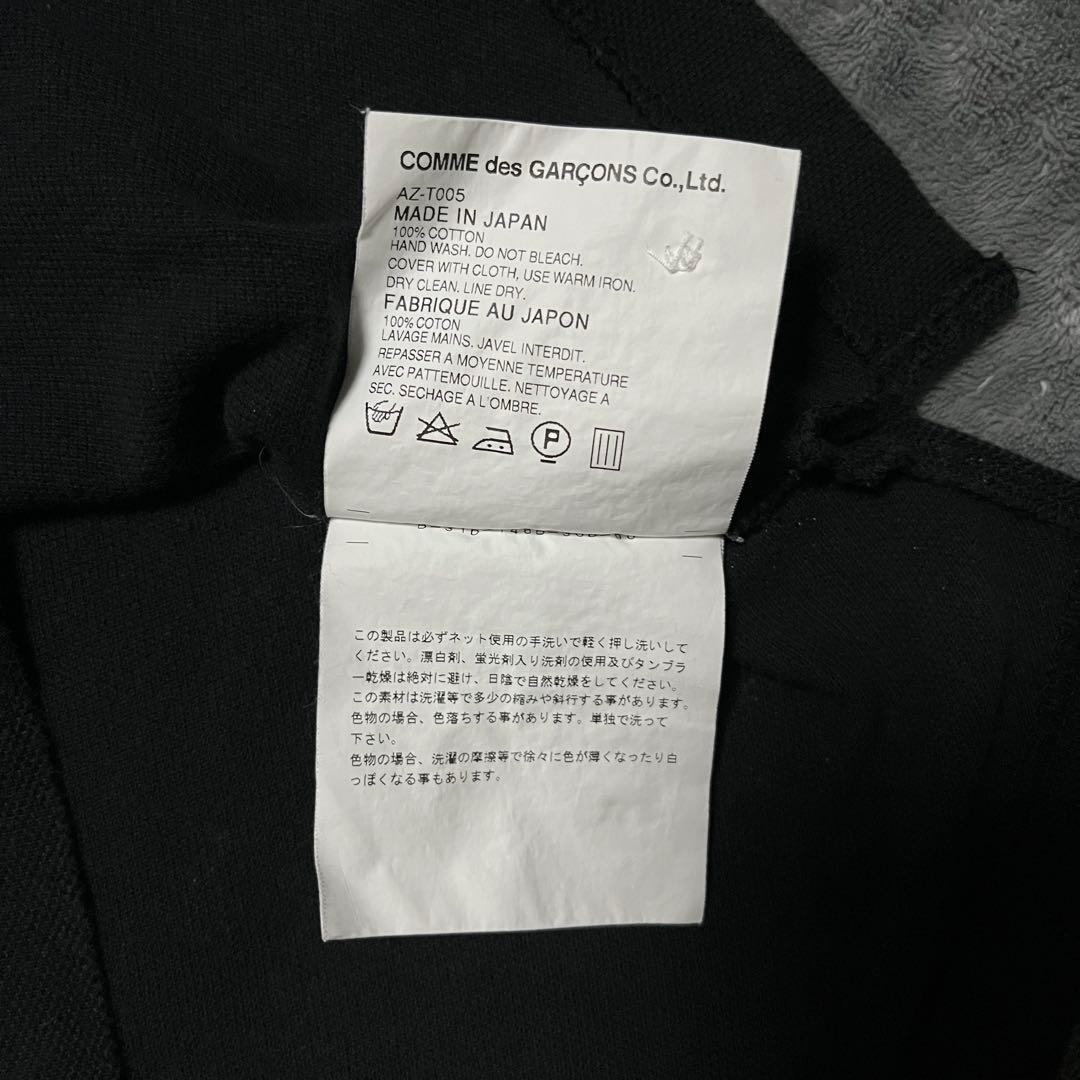 COMME des GARÇONS Co.,Ltd.
AZ-T005
MADE IN JAPAN
100% COTTON
HAND WASH. DO NOT BLEACH.
COVER WITH CLOTH, USE WARM IRON.
DRY CLEAN. LINE DRY.
FABRIQUE AU JAPON
100% COTON
LAVAGE MAINS. JAVEL INTERDIT.
REPASSER A MOYENNE TEMPERATURE
AVEC PATTEMOUILLE. NETTOYAGE A
SEC. SECHAGE A L'OMBRE.
P
この製品は必ずネット使用の手洗いで軽く押し洗いして
ください。漂白剤、蛍光剤入り洗剤の使用及びタンブラ
ー乾燥は絶対に避け、日陰で自然乾燥をしてください。
この素材は洗濯等で多少の縮みや斜行する事があります。
色物の場合、色落ちする事があります。単独で洗って
下さい。
色物の場合、洗濯の摩擦等で徐々に色が薄くなったり白
っぽくなる事もあります。